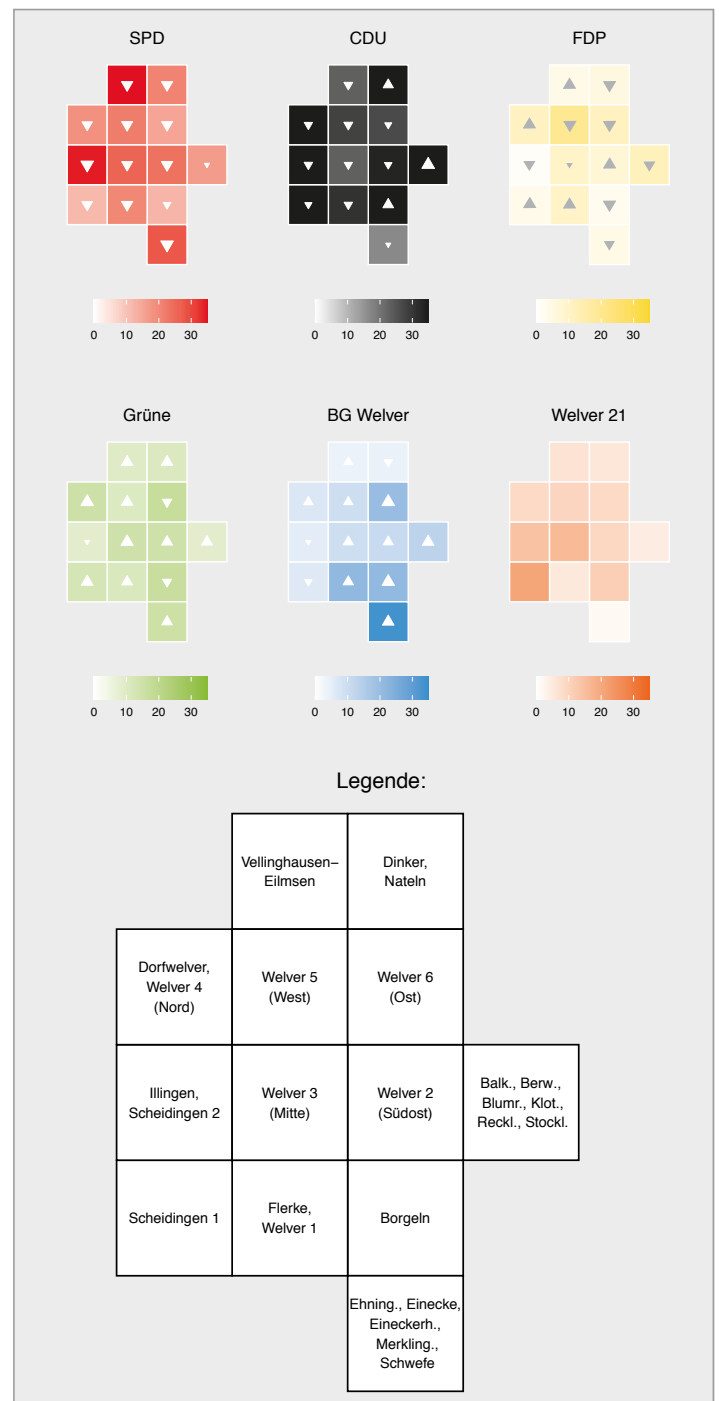 SPD
CDU
FDP
0 10 20 30
0 10 20 30
0 10 20 30
Grüne
BG Welver
Welver 21
0 10 20 30
0 10 20 30
0 10 20 30
Legende:
Vellinghausen−
Eilmsen
Dinker,
Nateln
Dorfwelver,
Welver 4
(Nord)
Welver 5
(West)
Welver 6
(Ost)
Illingen,
Scheidingen 2
Welver 3
(Mitte)
Welver 2
(Südost)
Balk., Berw.,
Blumr., Klot.,
Reckl., Stockl.
Scheidingen 1
Flerke,
Welver 1
Borgeln
Ehning., Einecke,
Eineckerh.,
Merkling.,
Schwefe